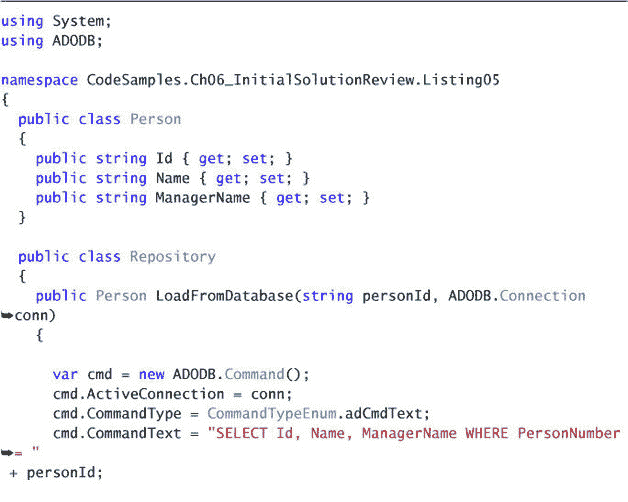 using System;
using ADODB;
namespace CodeSamples.Ch06_InitialSolutionReview.Listing05
{
public class Person
{
public string Id { get; set; }
public string Name { get; set; }
public string ManagerName { get; set; }
}
public class Repository
{
public Person LoadFromDatabase(string personId, ADODB.Connection
➥conn)
{
var cmd = new ADODB.Command();
cmd.ActiveConnection = conn;
cmd.CommandType = CommandTypeEnum.adCmdText;
cmd.CommandText = "SELECT Id, Name, ManagerName WHERE PersonNumber
➥= "
+ personId;